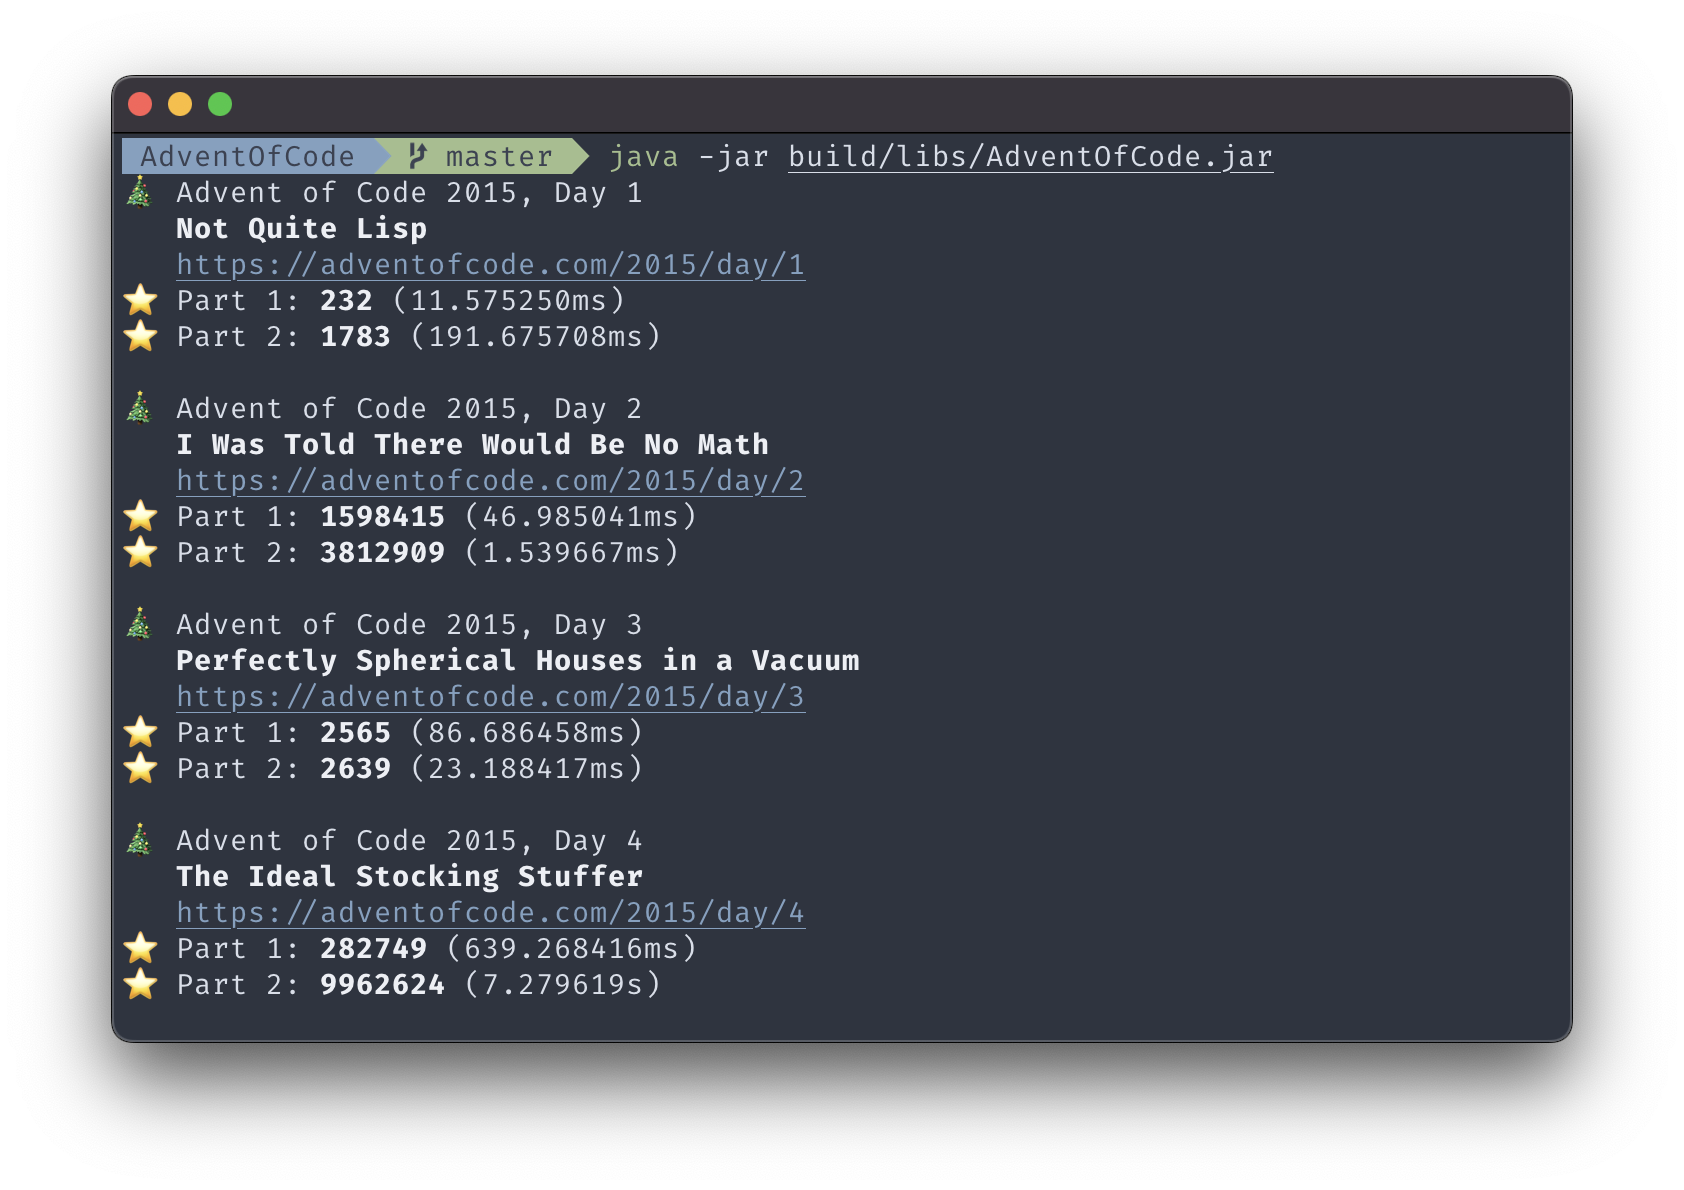 AdventOfCode master java -jar build/libs/AdventOfCode.jar
🎄 Advent of Code 2015, Day 1
Not Quite Lisp
https://adventofcode.com/2015/day/1
⭐ Part 1: 232 (11.575250ms)
⭐ Part 2: 1783 (191.675708ms)
🎄 Advent of Code 2015, Day 2
I Was Told There Would Be No Math
https://adventofcode.com/2015/day/2
⭐ Part 1: 1598415 (46.985041ms)
⭐ Part 2: 3812909 (1.539667ms)
🎄 Advent of Code 2015, Day 3
Perfectly Spherical Houses in a Vacuum
https://adventofcode.com/2015/day/3
⭐ Part 1: 2565 (86.686458ms)
⭐ Part 2: 2639 (23.188417ms)
🎄 Advent of Code 2015, Day 4
The Ideal Stocking Stuffer
https://adventofcode.com/2015/day/4
⭐ Part 1: 282749 (639.268416ms)
⭐ Part 2: 9962624 (7.279619s)